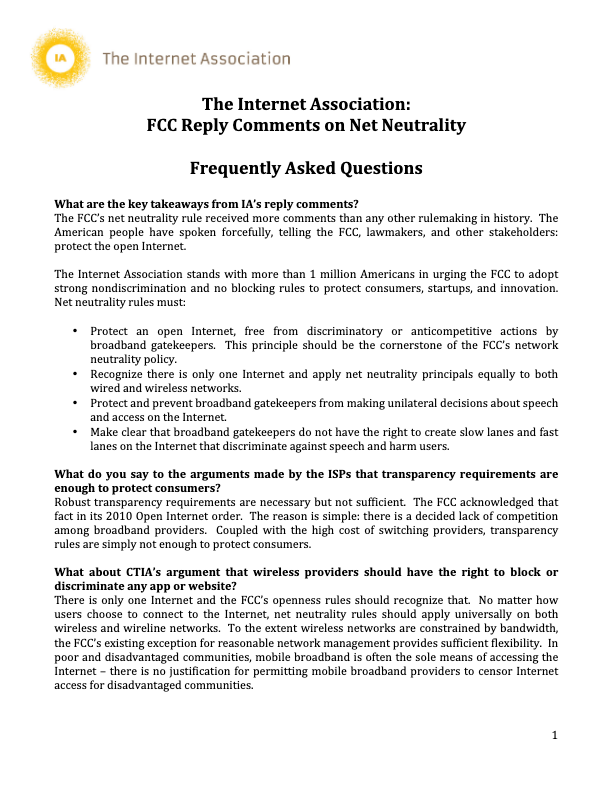 IA The Internet Association
The Internet Association:
FCC Reply Comments on Net Neutrality
Frequently Asked Questions
What are the key takeaways from IA's reply comments?
The FCC's net neutrality rule received more comments than any other rulemaking in history. The
American people have spoken forcefully, telling the FCC, lawmakers, and other stakeholders:
protect the open Internet.
The Internet Association stands with more than 1 million Americans in urging the FCC to adopt
strong nondiscrimination and no blocking rules to protect consumers, startups, and innovation.
Net neutrality rules must:
• Protect an open Internet, free from discriminatory or anticompetitive actions by
broadband gatekeepers. This principle should be the cornerstone of the FCC's network
neutrality policy.
• Recognize there is only one Internet and apply net neutrality principals equally to both
wired and wireless networks.
• Protect and prevent broadband gatekeepers from making unilateral decisions about speech
and access on the Internet.
• Make clear that broadband gatekeepers do not have the right to create slow lanes and fast
lanes on the Internet that discriminate against speech and harm users.
What do you say to the arguments made by the ISPs that transparency requirements are
enough to protect consumers?
Robust transparency requirements are necessary but not sufficient. The FCC acknowledged that
fact in its 2010 Open Internet order. The reason is simple: there is a decided lack of competition
among broadband providers. Coupled with the high cost of switching providers, transparency
rules are simply not enough to protect consumers.
What about CTIA's argument that wireless providers should have the right to block or
discriminate any app or website?
There is only one Internet and the FCC's openness rules should recognize that. No matter how
users choose to connect to the Internet, net neutrality rules should apply universally on both
wireless and wireline networks. To the extent wireless networks are constrained by bandwidth,
the FCC's existing exception for reasonable network management provides sufficient flexibility. In
poor and disadvantaged communities, mobile broadband is often the sole means of accessing the
Internet – there is no justification for permitting mobile broadband providers to censor Internet
access for disadvantaged communities.
1